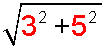 √(3² + 5²)